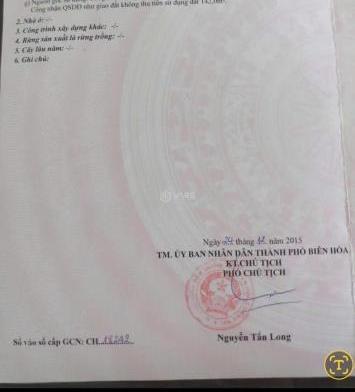 Công nhận QSDĐ như giao đất không thu tiền sử dụng đất 142,0m².
2. Nhà ở: -/-
3. Công trình xây dựng khác: -/-
4. Rừng sản xuất là rừng trồng: -/-
5. Cây lâu năm: -/-
6. Ghi chú:
Ngày 24 tháng 12 năm 2015
TM. ỦY BAN NHÂN DÂN THÀNH PHỐ BIÊN HÒA
KT.CHỦ TỊCH
PHÓ CHỦ TỊCH
Nguyễn Tấn Long
Số vào sổ cấp GCN: CH 18242